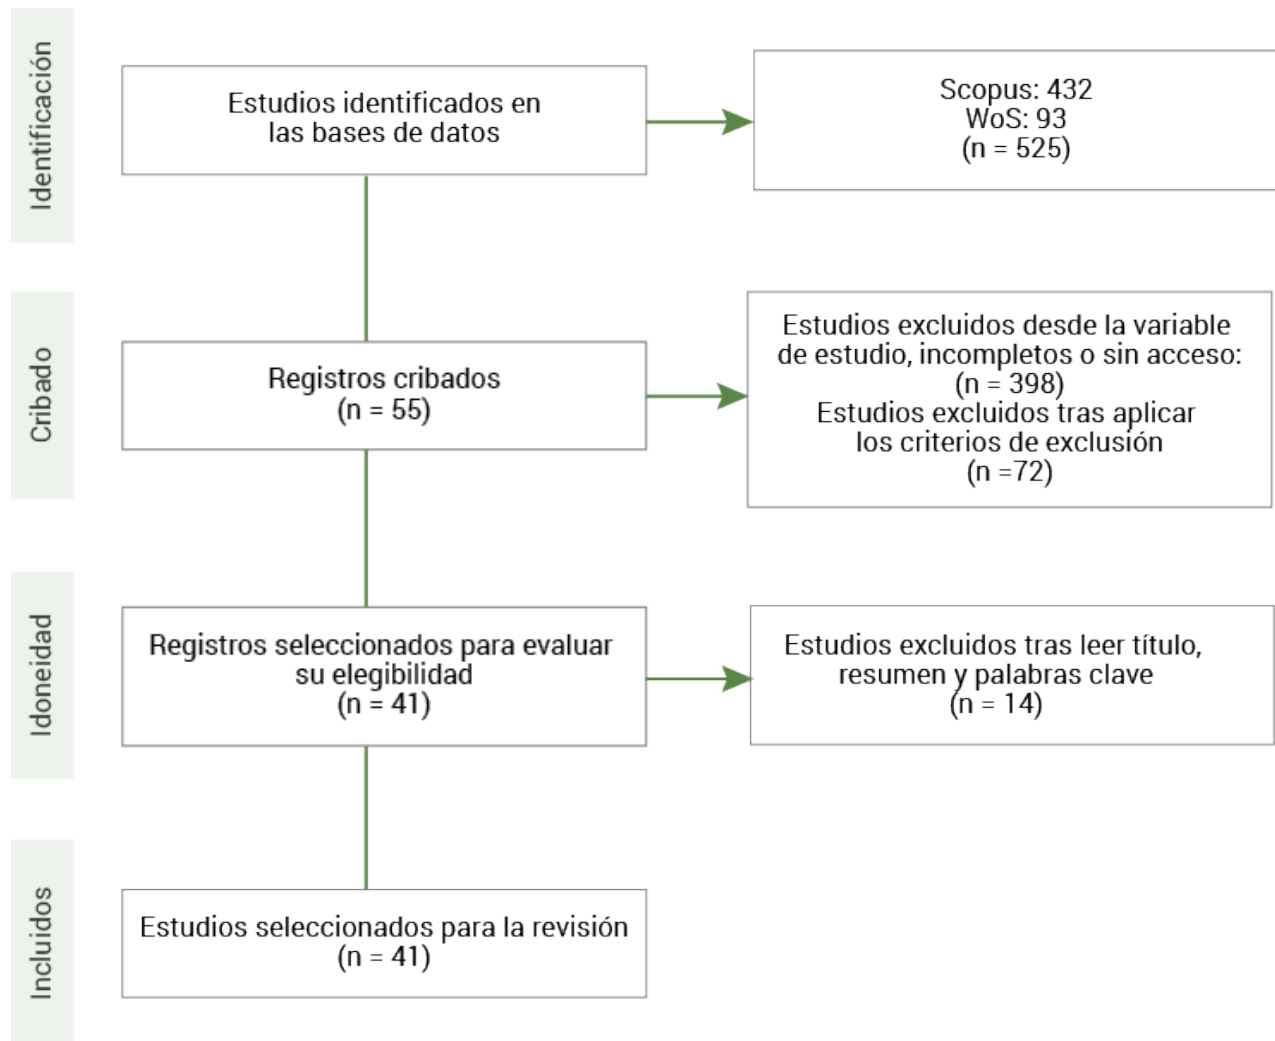 Identificación
Estudios identificados en
las bases de datos
Scopus: 432
WoS: 93
(n = 525)
Cribado
Registros cribados
(n = 55)
Estudios excluidos desde la variable
de estudio, incompletos o sin acceso:
(n = 398)
Estudios excluidos tras aplicar
los criterios de exclusión
(n =72)
Idoneidad
Registros seleccionados para evaluar
su elegibilidad
(n = 41)
Estudios excluidos tras leer título,
resumen y palabras clave
(n = 14)
Incluidos
Estudios seleccionados para la revisión
(n = 41)